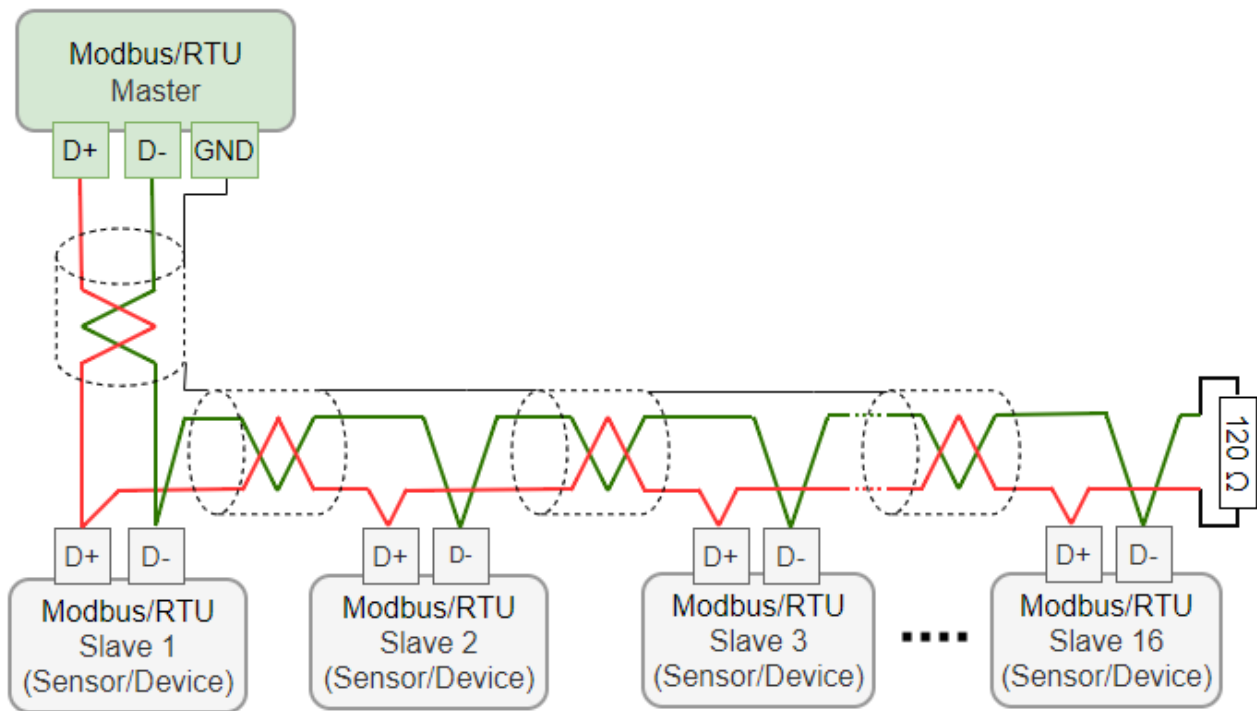 Modbus/RTU
Master
D+ D- GND
120 Ω
D+ D- D+ D- D+ D- D+ D-
Modbus/RTU
Slave 1
(Sensor/Device)
Modbus/RTU
Slave 2
(Sensor/Device)
Modbus/RTU
Slave 3
(Sensor/Device)
Modbus/RTU
Slave 16
(Sensor/Device)